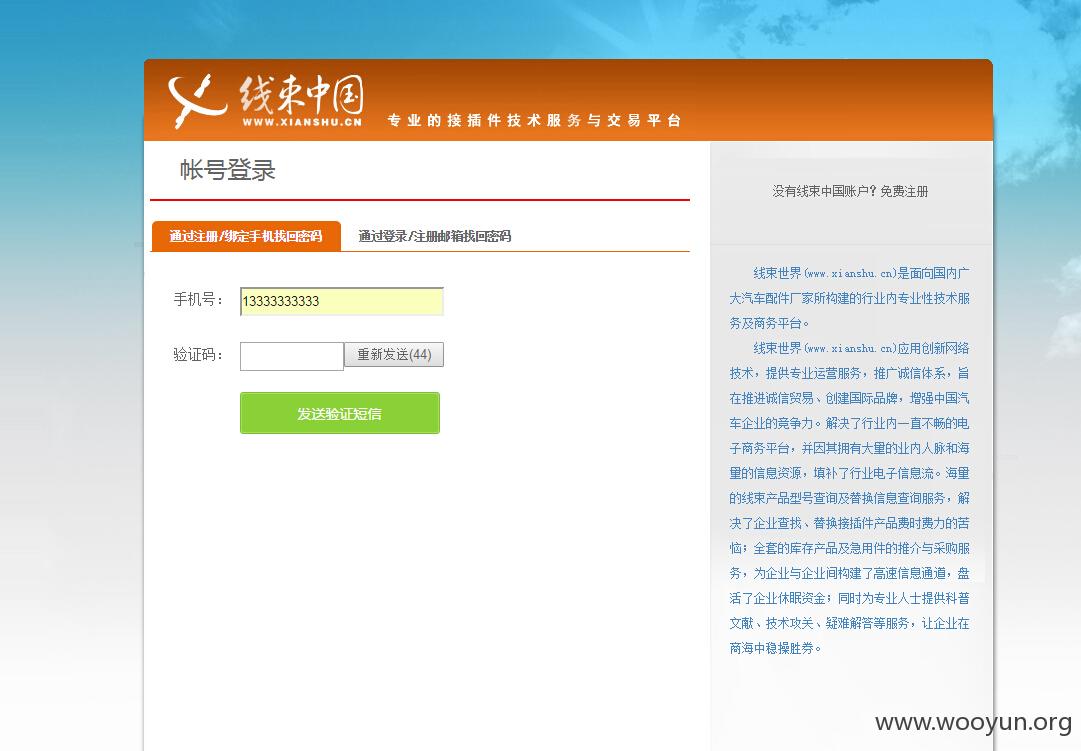 线束中国
WWW.XIANSHU.CN
专业的接插件技术服务与交易平台
帐号登录
通过注册/绑定手机找回密码 通过登录/注册邮箱找回密码
手机号： 13333333333
验证码： 重新发送(44)
发送验证短信
没有线束中国账户？免费注册
线束世界(www.xianshu.cn)是面向国内广
大汽车配件厂家所构建的行业内专业性技术服
务及商务平台。
线束世界(www.xianshu.cn)应用创新网络
技术，提供专业运营服务，推广诚信体系，旨
在推进诚信贸易、创建国际品牌，增强中国汽
车企业的竞争力。解决了行业内一直不畅的电
子商务平台，并因其拥有大量的业内人脉和海
量的信息资源，填补了行业电子信息流。海量
的线束产品型号查询及替换信息查询服务，解
决了企业查找、替换接插件产品费时费力的苦
恼；全套的库存产品及急用件的推介与采购服
务，为企业与企业间构建了高速信息通道，盘
活了企业休眠资金；同时为专业人士提供科普
文献、技术攻关、疑难解答等服务，让企业在
商海中稳操胜券。
www.wooyun.org